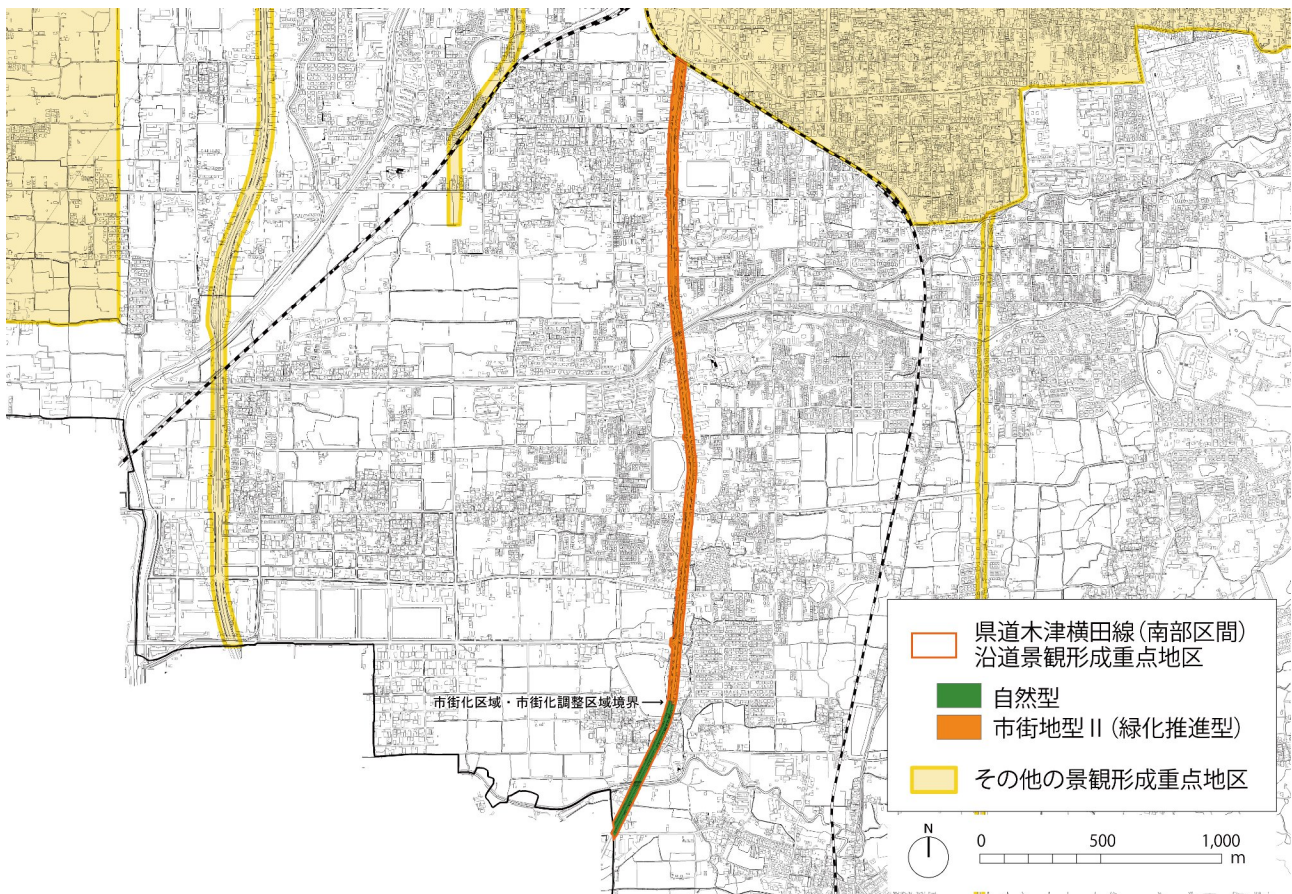 市街化区域・市街化調整区域境界→
県道木津横田線(南部区間)
沿道景観形成重点地区
自然型
市街地型Ⅱ(緑化推進型)
その他の景観形成重点地区
N
0 500 1,000
m